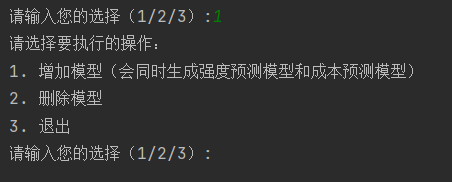 请输入您的选择（1/2/3）:1
请选择要执行的操作：
1. 增加模型（会同时生成强度预测模型和成本预测模型）
2. 删除模型
3. 退出
请输入您的选择（1/2/3）: